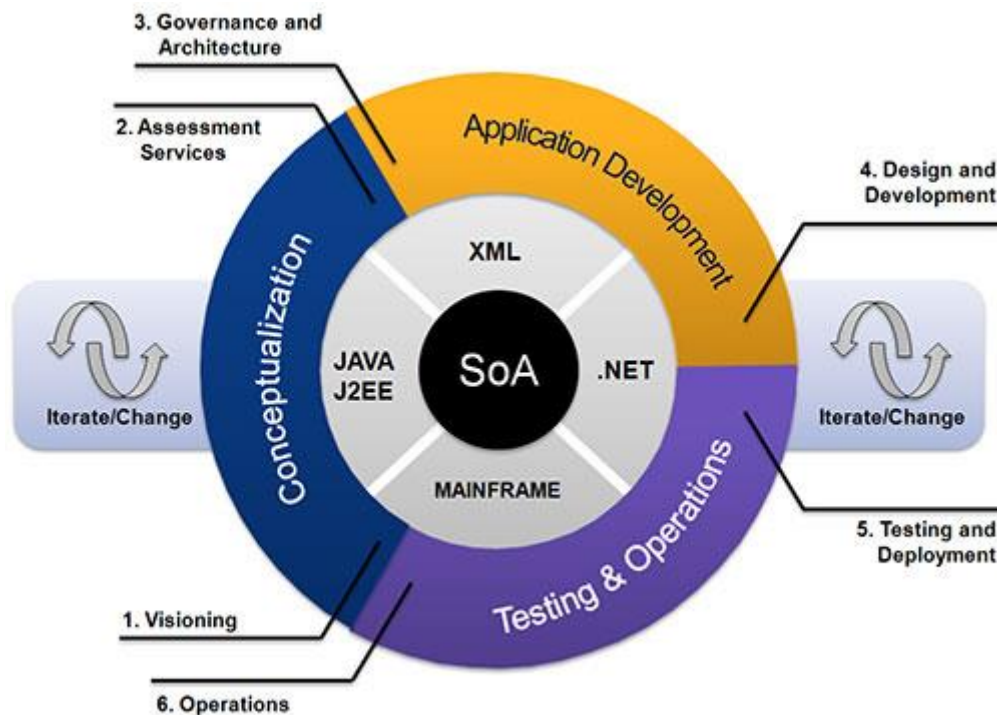 3. Governance and
Architecture
2. Assessment
Services
Application Development
4. Design and
Development
Conceptualization
XML
JAVA
J2EE
SoA
.NET
MAINFRAME
Iterate/Change
Iterate/Change
Testing & Operations
5. Testing and
Deployment
1. Visioning
6. Operations